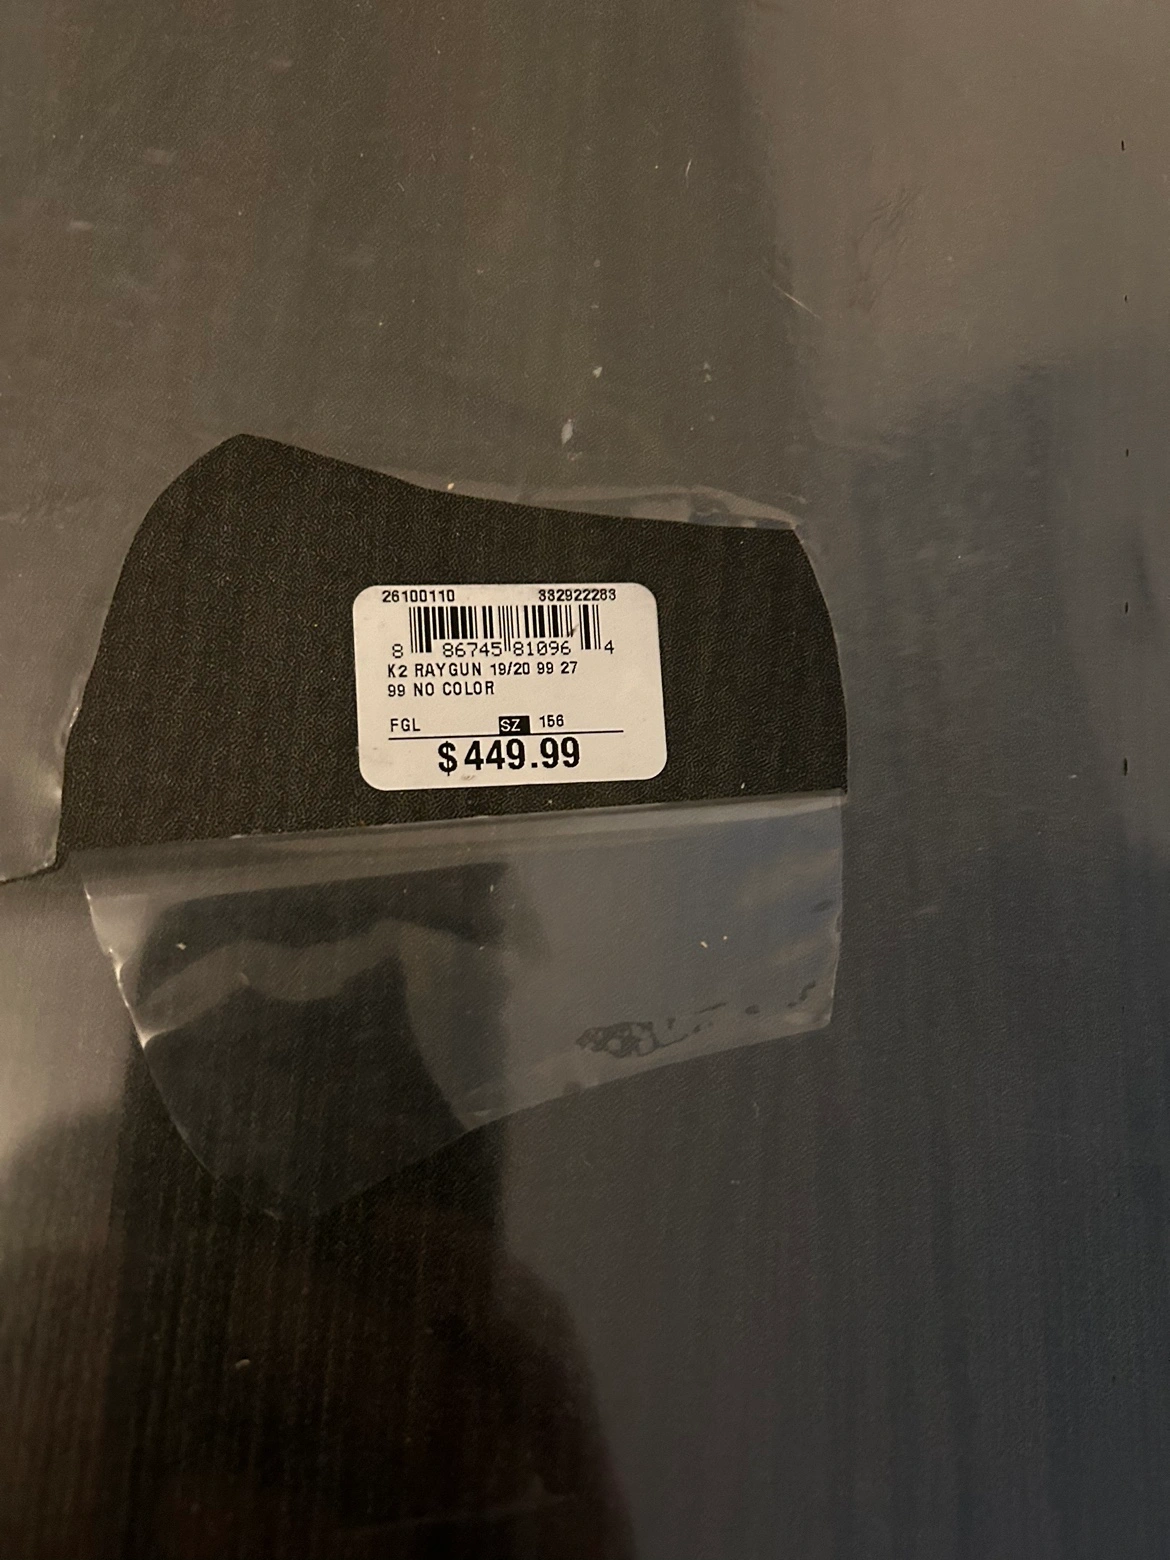 26100110 332922283
8 86745 81096 4
K2 RAYGUN 19/20 99 27
99 NO COLOR
FGL SZ 156
$449.99